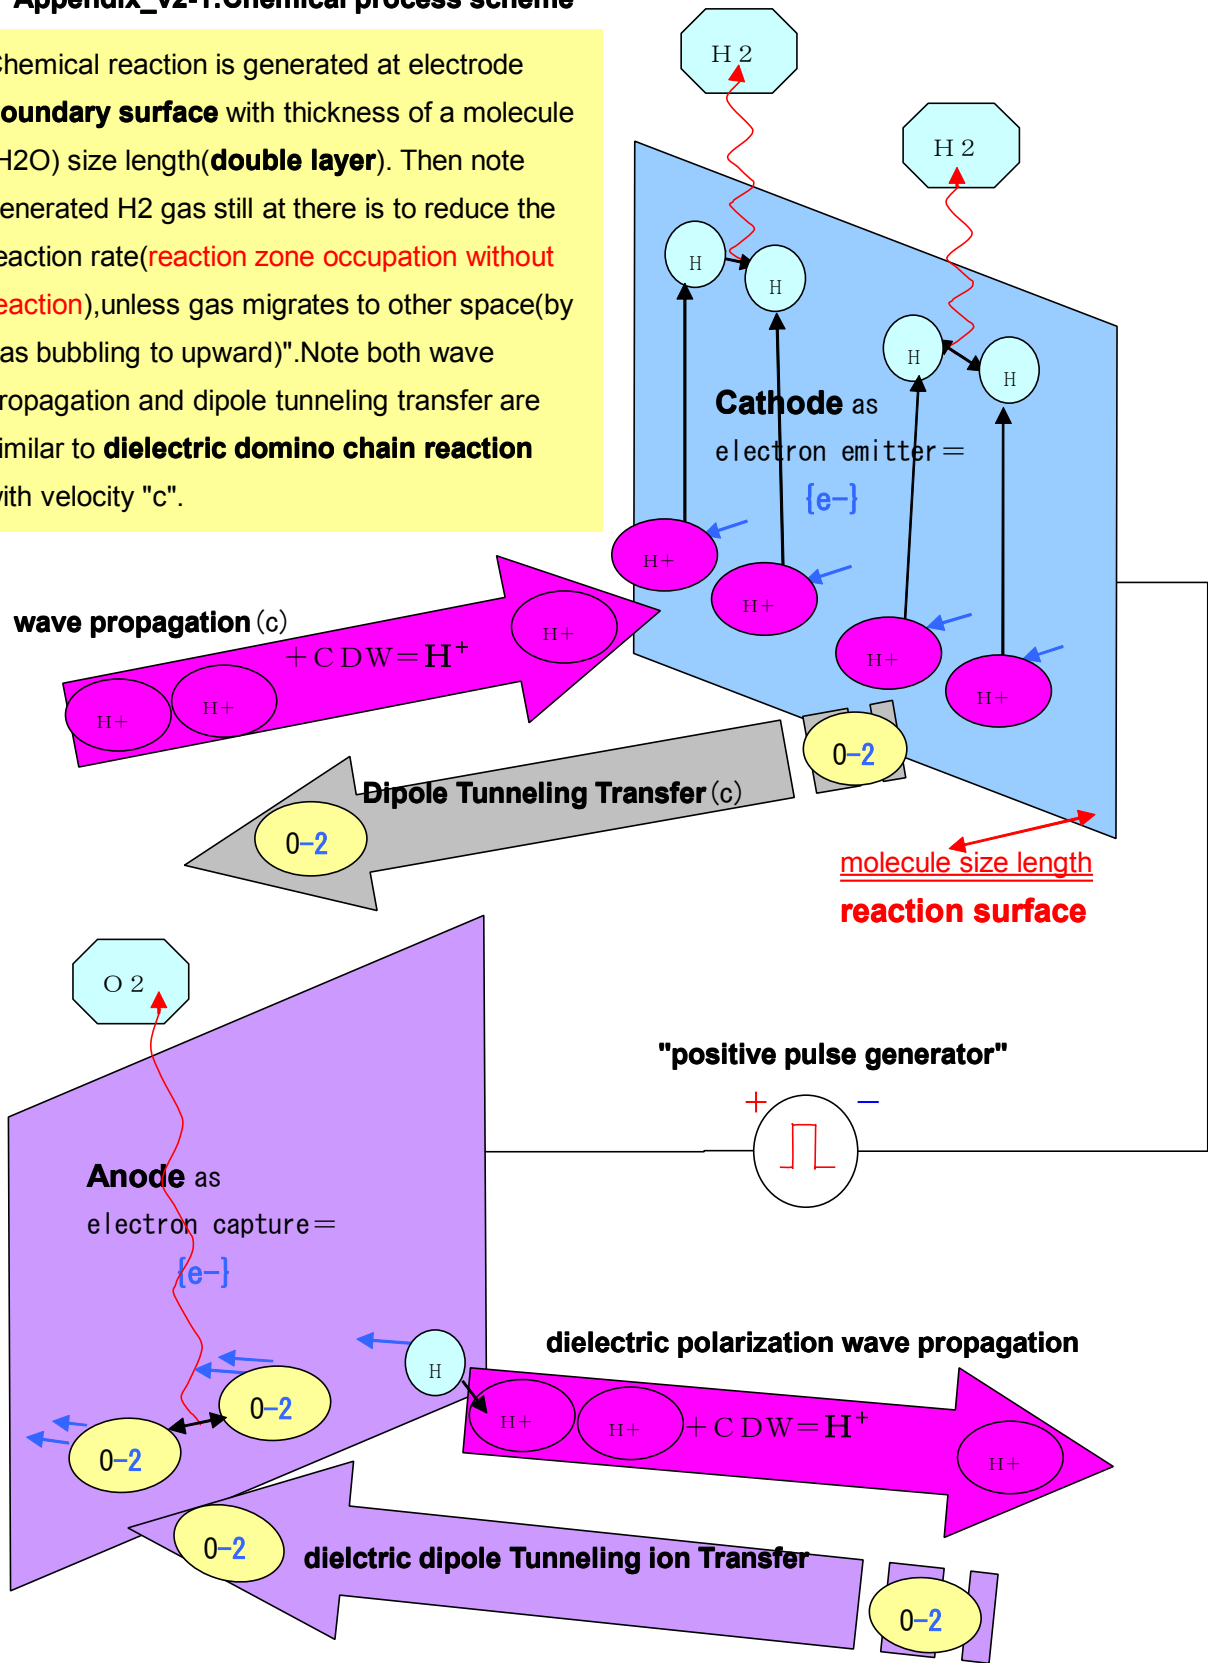 Appendix_v2-1:Chemical process scheme
Chemical reaction is generated at electrode
boundary surface with thickness of a molecule
(H2O) size length(double layer). Then note
generated H2 gas still at there is to reduce the
reaction rate(reaction zone occupation without
reaction),unless gas migrates to other space(by
gas bubbling to upward)".Note both wave
propagation and dipole tunneling transfer are
similar to dielectric domino chain reaction
with velocity "c".
H2
H2
H
H
H
H
Cathode as
electron emitter=
{e-}
H+
H+
H+
H+
wave propagation(c)
H+
H+
+CDW=H⁺
H+
O-2
Dipole Tunneling Transfer(c)
O-2
molecule size length
reaction surface
O2
"positive pulse generator"
+
−
Anode as
electron capture=
{e-}
dielectric polarization wave propagation
H
O-2
O-2
H+
H+
+CDW=H⁺
H+
O-2
dielctric dipole Tunneling ion Transfer
O-2